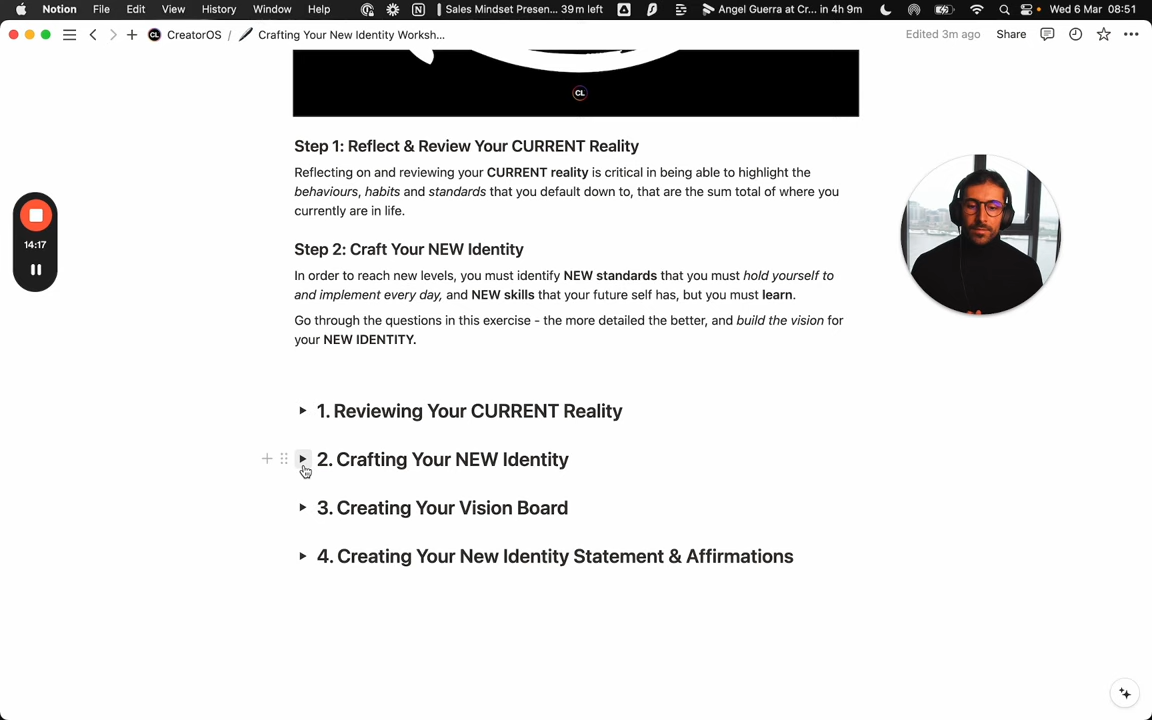 Notion File Edit View History Window Help Sales Mindset Presen... 39m left Angel Guerra at Cr... in 4h 9m Wed 6 Mar 08:51
CL CreatorOS / Crafting Your New Identity Worksh... Edited 3m ago Share
CL
Step 1: Reflect & Review Your CURRENT Reality
Reflecting on and reviewing your CURRENT reality is critical in being able to highlight the
behaviours, habits and standards that you default down to, that are the sum total of where you
currently are in life.
14:17
Step 2: Craft Your NEW Identity
In order to reach new levels, you must identify NEW standards that you must hold yourself to
and implement every day, and NEW skills that your future self has, but you must learn.
Go through the questions in this exercise - the more detailed the better, and build the vision for
your NEW IDENTITY.
1. Reviewing Your CURRENT Reality
2. Crafting Your NEW Identity
3. Creating Your Vision Board
4. Creating Your New Identity Statement & Affirmations